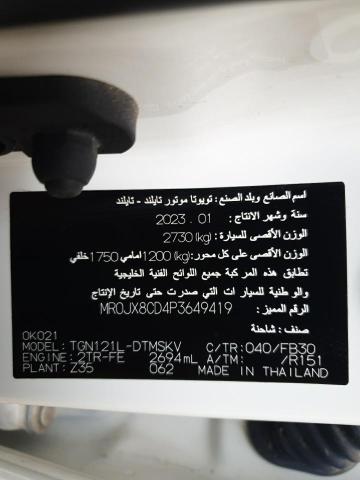 اسم الصانع وبلد الصنع : تويوتا موتور تايلند - تايلند
سنة وشهر الانتاج : 01 . 2023
الوزن الأقصى للسيارة : (kg) 2730
الوزن الأقصى على كل محور: (kg) 1200 امامي 1750 خلفي
تطابق هذه المركبة جميع اللوائح الفنية الخليجية
والوطنية للسيارات التي صدرت حتى تاريخ الإنتاج
الرقم المميز : MR0JX8CD4P3649419
صنف : شاحنة
OK021
MODEL: TGN121L-DTMSKV C/TR: 040/FB30
ENGINE: 2TR-FE 2694mL A/TM: /R151
PLANT: Z35 062 MADE IN THAILAND